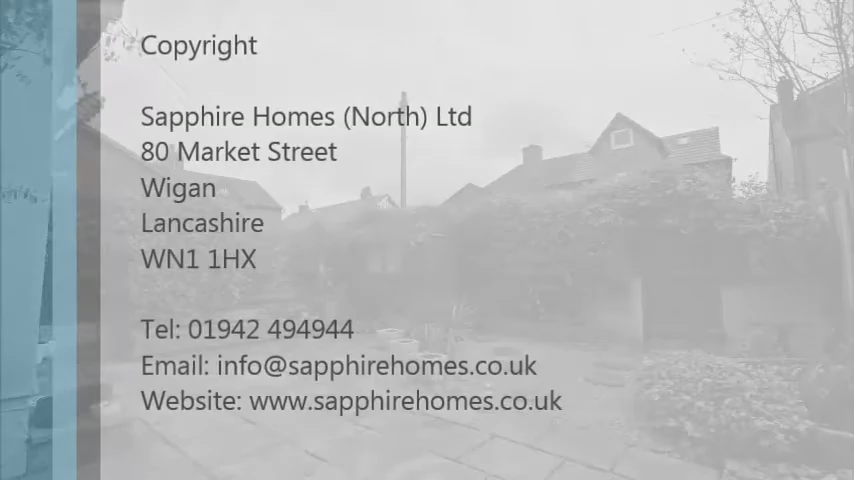 Copyright
Sapphire Homes (North) Ltd
80 Market Street
Wigan
Lancashire
WN1 1HX
Tel: 01942 494944
Email: info@sapphirehomes.co.uk
Website: www.sapphirehomes.co.uk